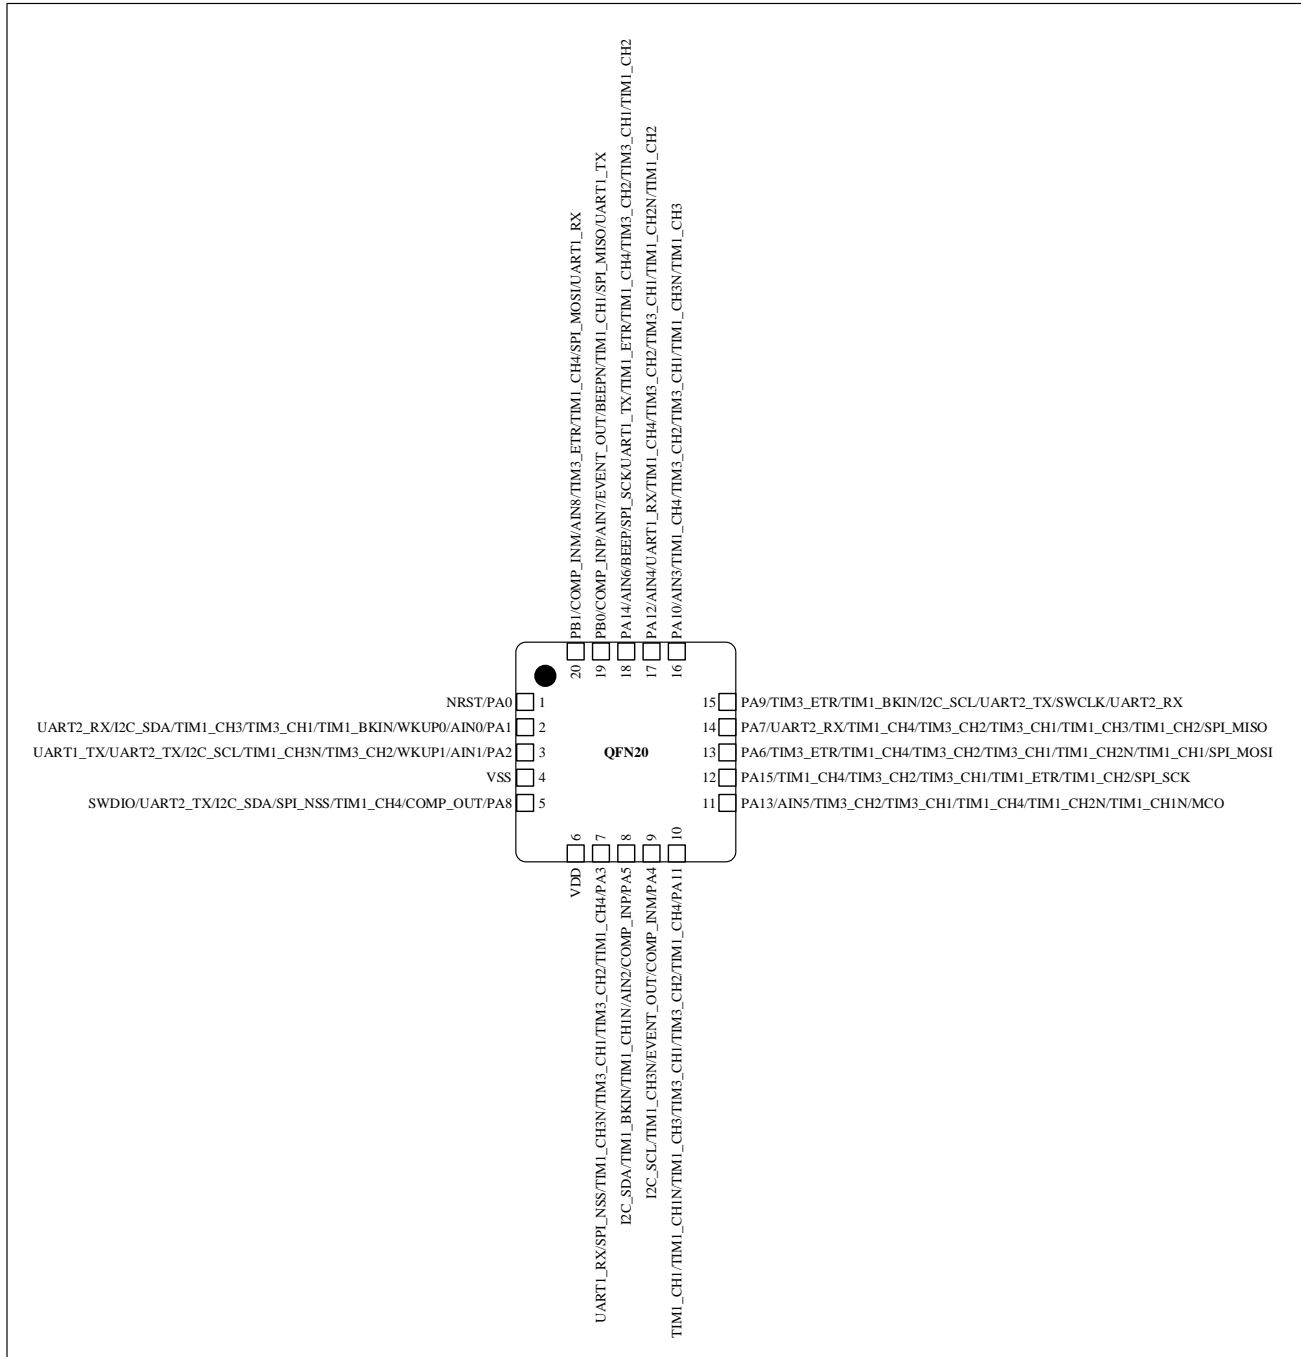 20 PB1/COMP_INM/AIN8/TIM3_ETR/TIM1_CH4/SPI_MOSI/UART1_RX
19 PB0/COMP_INP/AIN7/EVENT_OUT/BEEPN/TIM1_CH1/SPI_MISO/UART1_TX
18 PA14/AIN6/BEEP/SPI_SCK/UART1_TX/TIM1_ETR/TIM1_CH4/TIM3_CH2/TIM3_CH1/TIM1_CH2
17 PA12/AIN4/UART1_RX/TIM1_CH4/TIM3_CH2/TIM3_CH1/TIM1_CH2N/TIM1_CH2
16 PA10/AIN3/TIM1_CH4/TIM3_CH2/TIM3_CH1/TIM1_CH3N/TIM1_CH3
NRST/PA0 1
UART2_RX/I2C_SDA/TIM1_CH3/TIM3_CH1/TIM1_BKIN/WKUP0/AIN0/PA1 2
UART1_TX/UART2_TX/I2C_SCL/TIM1_CH3N/TIM3_CH2/WKUP1/AIN1/PA2 3
VSS 4
SWDIO/UART2_TX/I2C_SDA/SPI_NSS/TIM1_CH4/COMP_OUT/PA8 5
QFN20
15 PA9/TIM3_ETR/TIM1_BKIN/I2C_SCL/UART2_TX/SWCLK/UART2_RX
14 PA7/UART2_RX/TIM1_CH4/TIM3_CH2/TIM3_CH1/TIM1_CH3/TIM1_CH2/SPI_MISO
13 PA6/TIM3_ETR/TIM1_CH4/TIM3_CH2/TIM3_CH1/TIM1_CH2N/TIM1_CH1/SPI_MOSI
12 PA15/TIM1_CH4/TIM3_CH2/TIM3_CH1/TIM1_ETR/TIM1_CH2/SPI_SCK
11 PA13/AIN5/TIM3_CH2/TIM3_CH1/TIM1_CH4/TIM1_CH2N/TIM1_CH1N/MCO
VDD 6
UART1_RX/SPI_NSS/TIM1_CH3N/TIM3_CH1/TIM3_CH2/TIM1_CH4/PA3 7
I2C_SDA/TIM1_BKIN/TIM1_CH1N/AIN2/COMP_INP/PA5 8
I2C_SCL/TIM1_CH3N/EVENT_OUT/COMP_INM/PA4 9
TIM1_CH1/TIM1_CH1N/TIM1_CH3/TIM3_CH1/TIM3_CH2/TIM1_CH4/PA11 10